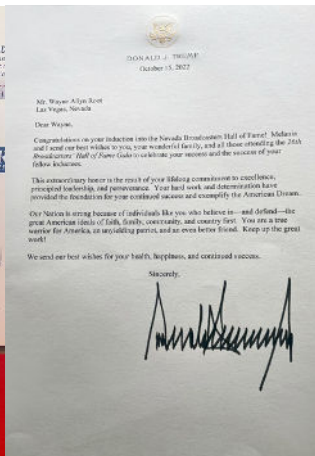 DONALD J. TRUMP
October 15, 2022
Mr. Wayne Allyn Root
Las Vegas, Nevada
Dear Wayne,
Congratulations on your induction into the Nevada Broadcasters Hall of Fame! Melania
and I send our best wishes to you, your wonderful family, and all those attending the 26th
Broadcasters' Hall of Fame Gala to celebrate your success and the success of your
fellow inductees.
This extraordinary honor is the result of your lifelong commitment to excellence,
principled leadership, and perseverance. Your hard work and determination have
provided the foundation for your continued success and exemplify the American Dream.
Our Nation is strong because of individuals like you who believe in—and defend—the
great American ideals of faith, family, community, and country first. You are a true
warrior for America, an unyielding patriot, and an even better friend. Keep up the great
work!
We send our best wishes for your health, happiness, and continued success.
Sincerely,